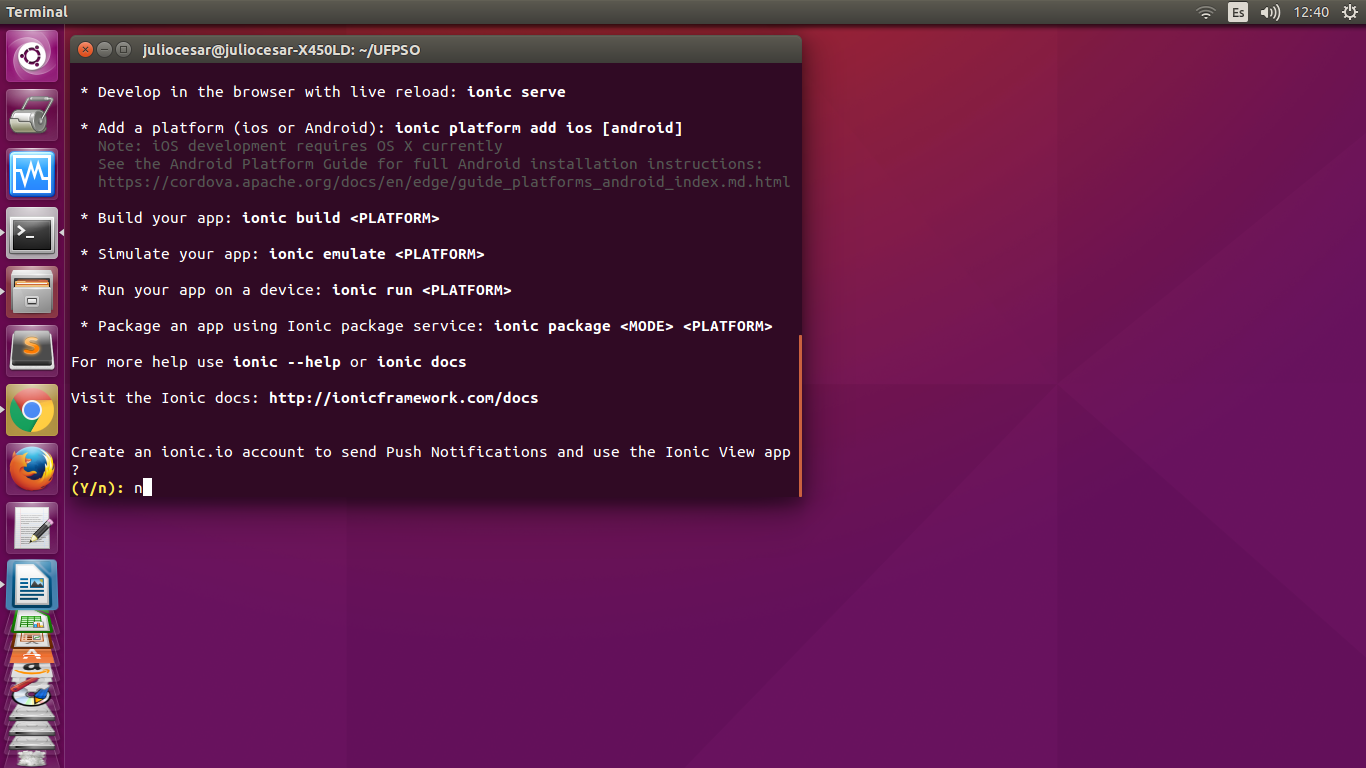 Terminal
Es
12:40
juliocesar@juliocesar-X450LD: ~/UFPSO
* Develop in the browser with live reload: ionic serve
* Add a platform (ios or Android): ionic platform add ios [android]
Note: iOS development requires OS X currently
See the Android Platform Guide for full Android installation instructions:
https://cordova.apache.org/docs/en/edge/guide_platforms_android_index.md.html
* Build your app: ionic build <PLATFORM>
* Simulate your app: ionic emulate <PLATFORM>
* Run your app on a device: ionic run <PLATFORM>
* Package an app using Ionic package service: ionic package <MODE> <PLATFORM>
For more help use ionic --help or ionic docs
Visit the Ionic docs: http://ionicframework.com/docs
Create an ionic.io account to send Push Notifications and use the Ionic View app
?
(Y/n): n